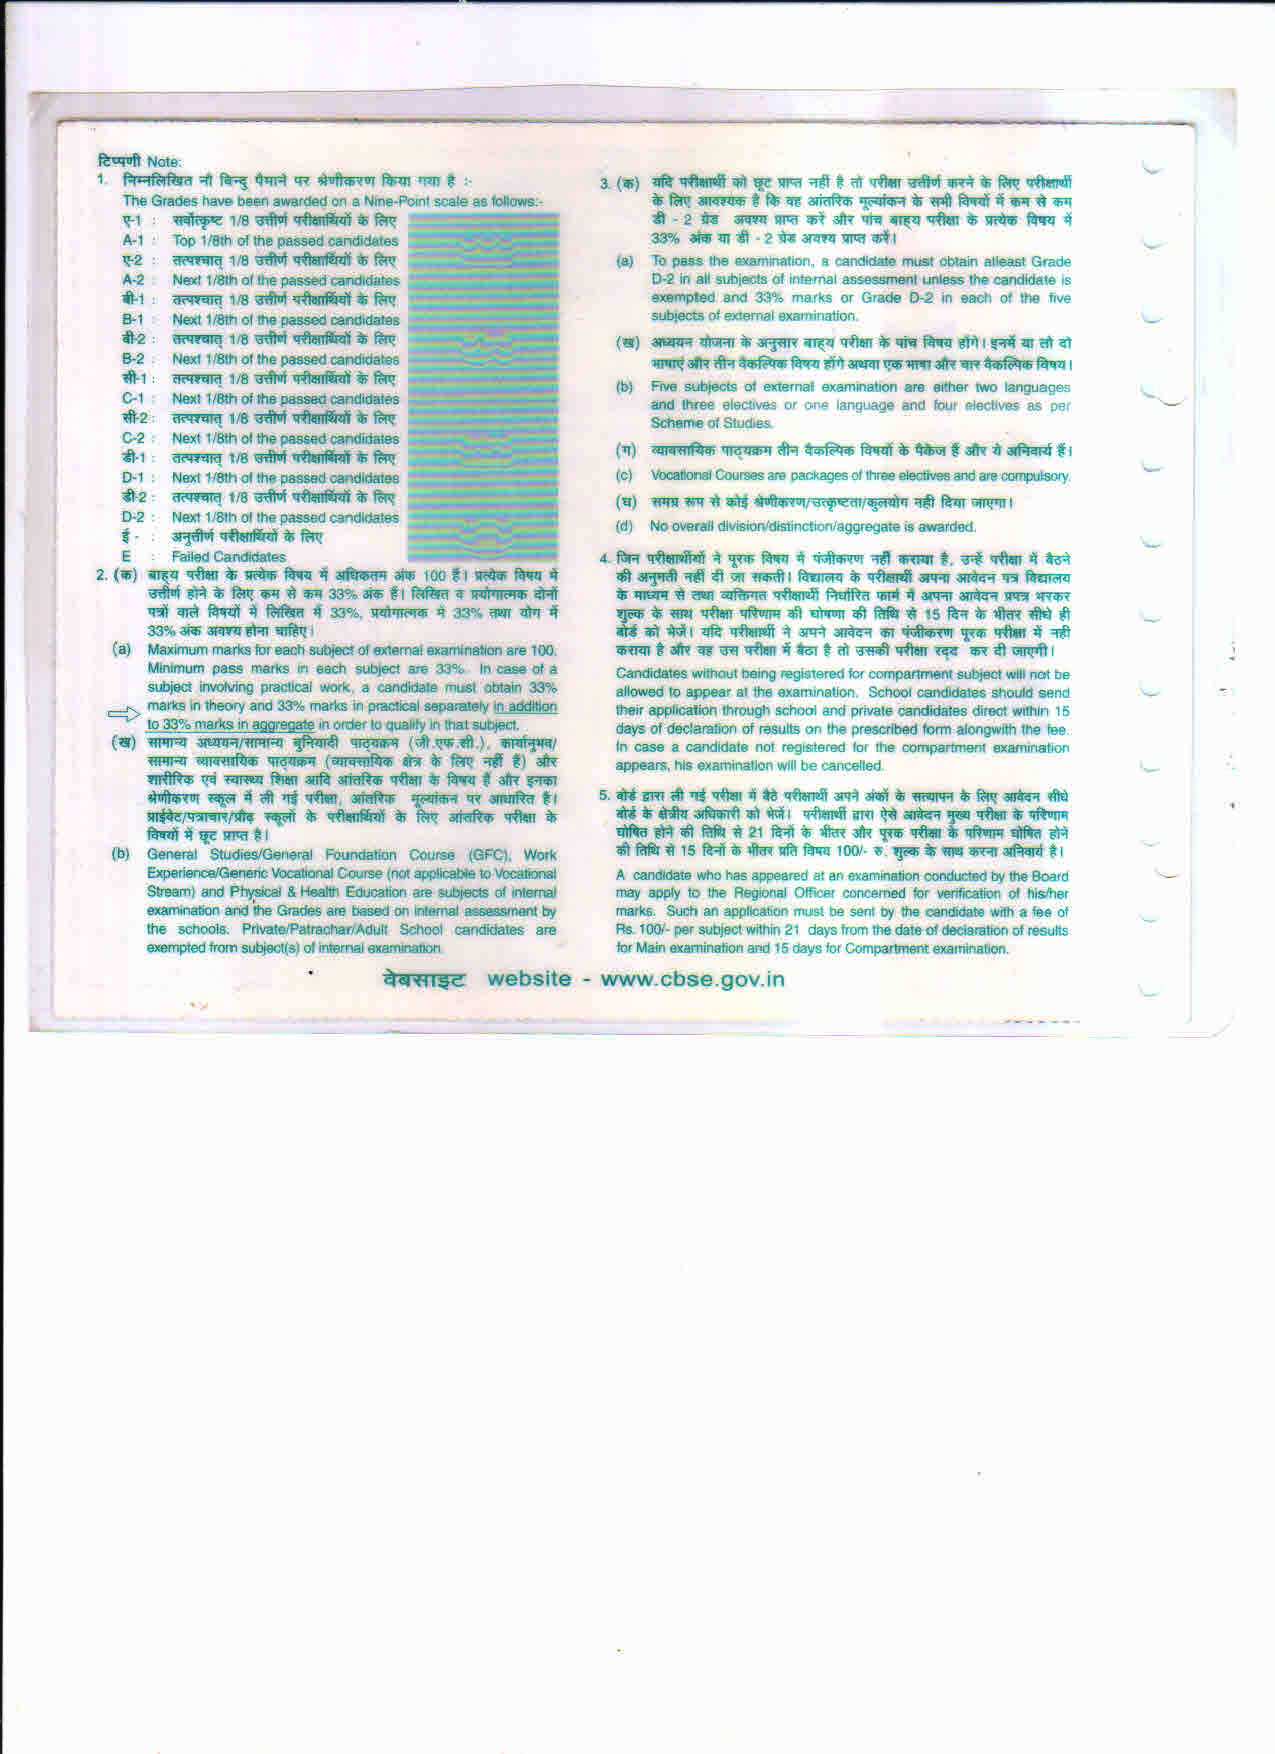 टिप्पणी Note:
1. निम्नलिखित नौ बिन्दु पैमाने पर श्रेणीकरण किया गया है :-
The Grades have been awarded on a Nine-Point scale as follows:-
ए-1 : सर्वोत्कृष्ट 1/8 उत्तीर्ण परीक्षार्थियों के लिए
A-1 : Top 1/8th of the passed candidates
ए-2 : तत्पश्चात् 1/8 उत्तीर्ण परीक्षार्थियों के लिए
A-2 : Next 1/8th of the passed candidates
बी-1 : तत्पश्चात् 1/8 उत्तीर्ण परीक्षार्थियों के लिए
B-1 : Next 1/8th of the passed candidates
बी-2 : तत्पश्चात् 1/8 उत्तीर्ण परीक्षार्थियों के लिए
B-2 : Next 1/8th of the passed candidates
सी-1 : तत्पश्चात् 1/8 उत्तीर्ण परीक्षार्थियों के लिए
C-1 : Next 1/8th of the passed candidates
सी-2 : तत्पश्चात् 1/8 उत्तीर्ण परीक्षार्थियों के लिए
C-2 : Next 1/8th of the passed candidates
डी-1 : तत्पश्चात् 1/8 उत्तीर्ण परीक्षार्थियों के लिए
D-1 : Next 1/8th of the passed candidates
डी-2 : तत्पश्चात् 1/8 उत्तीर्ण परीक्षार्थियों के लिए
D-2 : Next 1/8th of the passed candidates
ई - : अनुत्तीर्ण परीक्षार्थियों के लिए
E : Failed Candidates
2. (क) बाह्य परीक्षा के प्रत्येक विषय में अधिकतम अंक 100 हैं। प्रत्येक विषय में
उत्तीर्ण होने के लिए कम से कम 33% अंक हैं। लिखित व प्रयोगात्मक दोनों
पत्रों वाले विषयों में लिखित में 33%, प्रयोगात्मक में 33% तथा योग में
33% अंक अवश्य होना चाहिए।
(a) Maximum marks for each subject of external examination are 100.
Minimum pass marks in each subject are 33%. In case of a
subject involving practical work, a candidate must obtain 33%
marks in theory and 33% marks in practical separately in addition
to 33% marks in aggregate in order to qualify in that subject.
(ख) सामान्य अध्ययन/सामान्य बुनियादी पाठ्यक्रम (जी.एफ.सी.), कार्यानुभव/
सामान्य व्यावसायिक पाठ्यक्रम (व्यावसायिक क्षेत्र के लिए नहीं हैं) और
शारीरिक एवं स्वास्थ्य शिक्षा आदि आंतरिक परीक्षा के विषय हैं और इनका
श्रेणीकरण स्कूल में ली गई परीक्षा, आंतरिक मूल्यांकन पर आधारित है।
प्राईवेट/पत्राचार/प्रौढ़ स्कूलों के परीक्षार्थियों के लिए आंतरिक परीक्षा के
विषयों में छूट प्राप्त है।
(b) General Studies/General Foundation Course (GFC), Work
Experience/Generic Vocational Course (not applicable to Vocational
Stream) and Physical & Health Education are subjects of internal
examination and the Grades are based on internal assessment by
the schools. Private/Patrachar/Adult School candidates are
exempted from subject(s) of internal examination.
3. (क) यदि परीक्षार्थी को छूट प्राप्त नहीं है तो परीक्षा उत्तीर्ण करने के लिए परीक्षार्थी
के लिए आवश्यक है कि वह आंतरिक मूल्यांकन के सभी विषयों में कम से कम
डी - 2 ग्रेड अवश्य प्राप्त करें और पांच बाह्य परीक्षा के प्रत्येक विषय में
33% अंक या डी - 2 ग्रेड अवश्य प्राप्त करें।
(a) To pass the examination, a candidate must obtain atleast Grade
D-2 in all subjects of internal assessment unless the candidate is
exempted and 33% marks or Grade D-2 in each of the five
subjects of external examination.
(ख) अध्ययन योजना के अनुसार बाह्य परीक्षा के पांच विषय होंगे। इनमें या तो दो
भाषाएं और तीन वैकल्पिक विषय होंगे अथवा एक भाषा और चार वैकल्पिक विषय।
(b) Five subjects of external examination are either two languages
and three electives or one language and four electives as per
Scheme of Studies.
(ग) व्यावसायिक पाठ्यक्रम तीन वैकल्पिक विषयों के पैकेज हैं और ये अनिवार्य हैं।
(c) Vocational Courses are packages of three electives and are compulsory.
(घ) समग्र रूप से कोई श्रेणीकरण/उत्कृष्टता/कुलयोग नही दिया जाएगा।
(d) No overall division/distinction/aggregate is awarded.
4. जिन परीक्षार्थीयों ने पूरक विषय में पंजीकरण नहीं कराया है, उन्हें परीक्षा में बैठने
की अनुमती नहीं दी जा सकती। विद्यालय के परीक्षार्थी अपना आवेदन पत्र विद्यालय
के माध्यम से तथा व्यक्तिगत परीक्षार्थी निर्धारित फार्म में अपना आवेदन प्रपत्र भरकर
शुल्क के साथ परीक्षा परिणाम की घोषणा की तिथि से 15 दिन के भीतर सीधे ही
बोर्ड को भेजें। यदि परीक्षार्थी ने अपने आवेदन का पंजीकरण पूरक परीक्षा में नही
कराया है और वह उस परीक्षा में बैठा है तो उसकी परीक्षा रद्द कर दी जाएगी।
Candidates without being registered for compartment subject will not be
allowed to appear at the examination. School candidates should send
their application through school and private candidates direct within 15
days of declaration of results on the prescribed form alongwith the fee.
In case a candidate not registered for the compartment examination
appears, his examination will be cancelled.
5. बोर्ड द्वारा ली गई परीक्षा में बैठे परीक्षार्थी अपने अंकों के सत्यापन के लिए आवेदन सीधे
बोर्ड के क्षेत्रीय अधिकारी को भेजें। परीक्षार्थी द्वारा ऐसे आवेदन मुख्य परीक्षा के परिणाम
घोषित होने की तिथि से 21 दिनों के भीतर और पूरक परीक्षा के परिणाम घोषित होने
की तिथि से 15 दिनों के भीतर प्रति विषय 100/- रु. शुल्क के साथ करना अनिवार्य है।
A candidate who has appeared at an examination conducted by the Board
may apply to the Regional Officer concerned for verification of his/her
marks. Such an application must be sent by the candidate with a fee of
Rs. 100/- per subject within 21 days from the date of declaration of results
for Main examination and 15 days for Compartment examination.
वेबसाइट website - www.cbse.gov.in